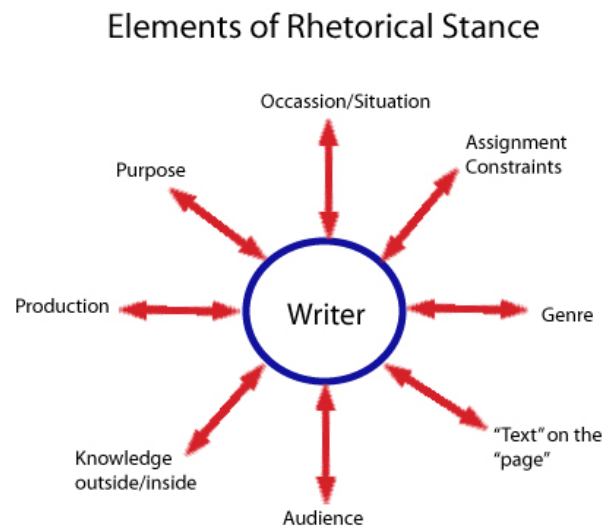 Elements of Rhetorical Stance
Occassion/Situation
Assignment
Constraints
Purpose
Production
Writer
Genre
"Text" on the
"page"
Knowledge
outside/inside
Audience